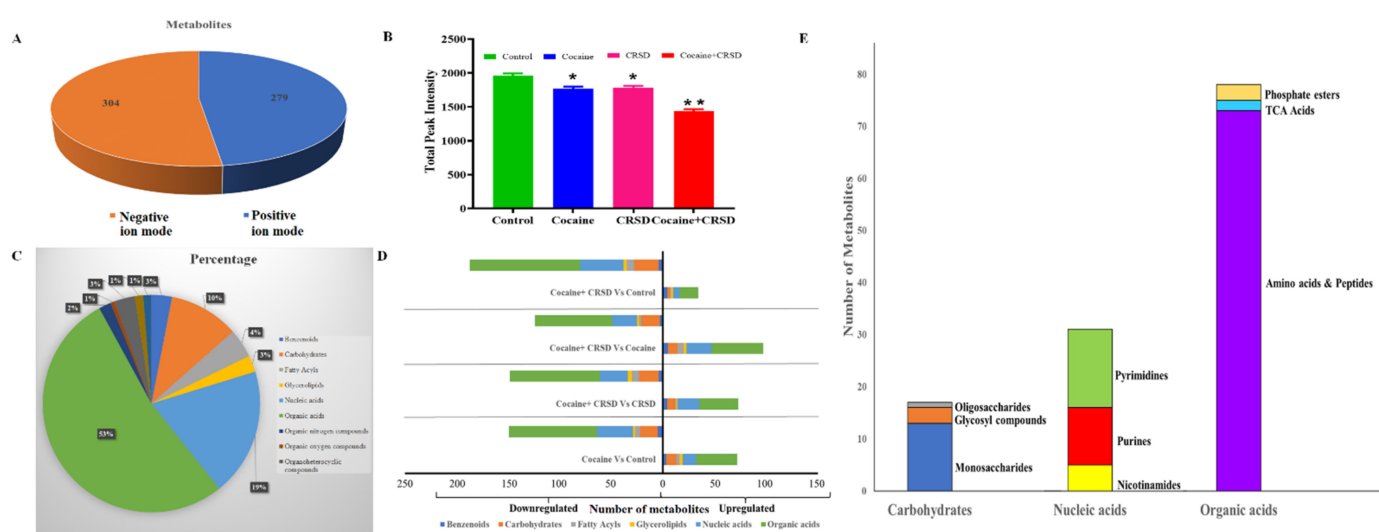 A
Metabolites
304
279
Negative
ion mode
Positive
ion mode
B
Control
Cocaine
CRSD
Cocaine+CRSD
Total Peak Intensity
2500
2000
1500
1000
500
0
*
*
**
Control
Cocaine
CRSD
Cocaine+CRSD
C
Percentage
3%
10%
4%
3%
19%
53%
2%
1%
3%
1%
1%
Benzenoids
Carbohydrates
Fatty Acyls
Glycerolipids
Nucleic acids
Organic acids
Organic nitrogen compounds
Organic oxygen compounds
Organoheterocyclic
compounds
D
Cocaine+ CRSD Vs Control
Cocaine+ CRSD Vs Cocaine
Cocaine+ CRSD Vs CRSD
Cocaine Vs Control
250
200
150
100
50
0
50
100
150
Downregulated
Number of metabolites
Upregulated
Benzenoids
Carbohydrates
Fatty Acyls
Glycerolipids
Nucleic acids
Organic acids
E
Number of Metabolites
80
70
60
50
40
30
20
10
0
Oligosaccharides
Glycosyl compounds
Monosaccharides
Pyrimidines
Purines
Nicotinamides
Phosphate esters
TCA Acids
Amino acids & Peptides
Carbohydrates
Nucleic acids
Organic acids